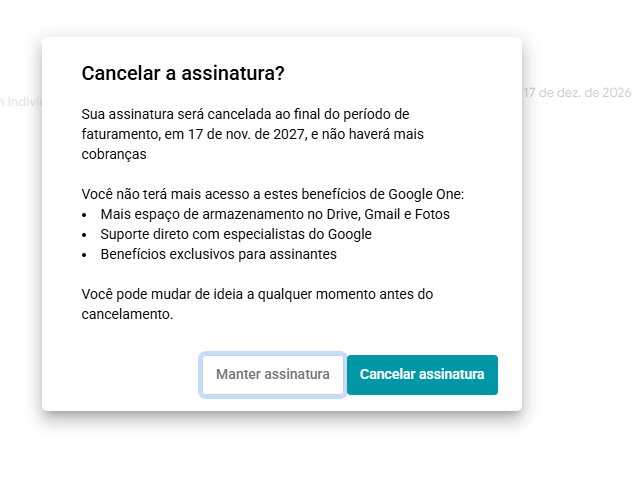 Cancelar a assinatura?
17 de dez. de 2026
Sua assinatura será cancelada ao final do período de
faturamento, em 17 de nov. de 2027, e não haverá mais
cobranças
Você não terá mais acesso a estes benefícios de Google One:
• Mais espaço de armazenamento no Drive, Gmail e Fotos
• Suporte direto com especialistas do Google
• Benefícios exclusivos para assinantes
Você pode mudar de ideia a qualquer momento antes do
cancelamento.
Manter assinatura
Cancelar assinatura